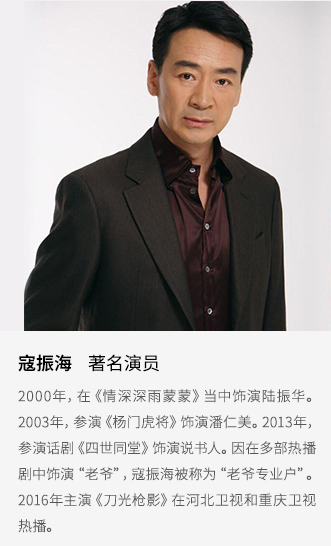 寇振海 著名演员
2000年，在《情深深雨蒙蒙》当中饰演陆振华。
2003年，参演《杨门虎将》饰演潘仁美。2013年，
参演话剧《四世同堂》饰演说书人。因在多部热播
剧中饰演“老爷”，寇振海被称为“老爷专业户”。
2016年主演《刀光枪影》在河北卫视和重庆卫视
热播。